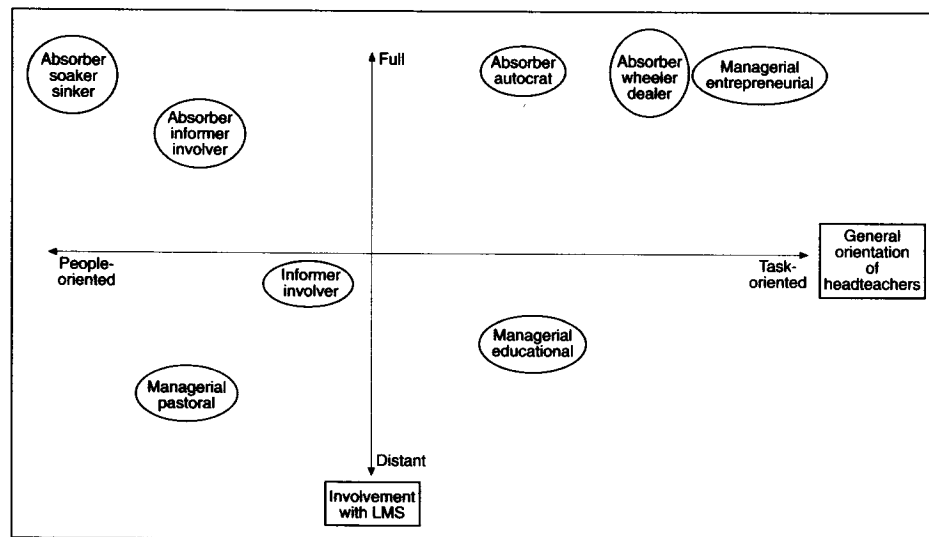 Absorber
soaker
sinker
Absorber
informer
involver
Full
Absorber
autocrat
Absorber
wheeler
dealer
Managerial
entrepreneurial
People-
oriented
Task-
oriented
General
orientation
of
headteachers
Informer
involver
Managerial
educational
Managerial
pastoral
Distant
Involvement
with LMS